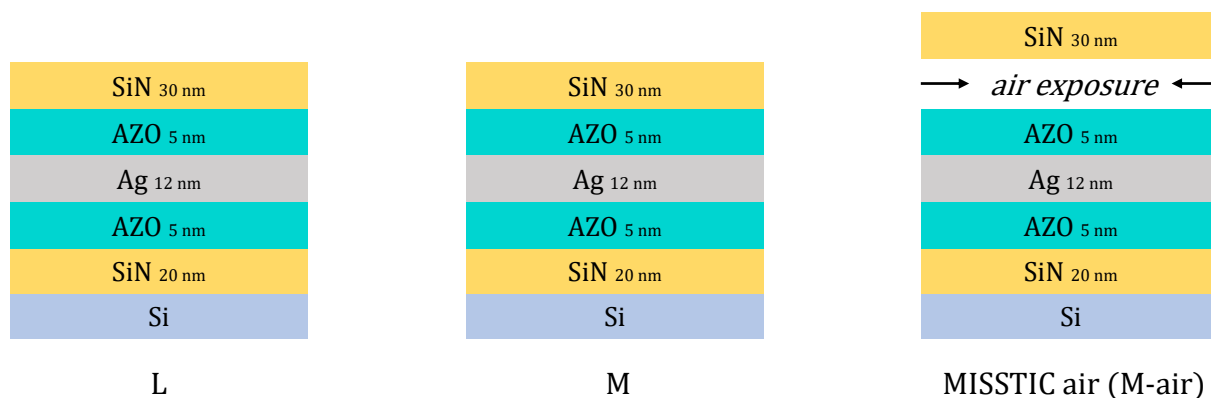 SiN 30 nm
AZO 5 nm
Ag 12 nm
AZO 5 nm
SiN 20 nm
Si
L
SiN 30 nm
AZO 5 nm
Ag 12 nm
AZO 5 nm
SiN 20 nm
Si
M
SiN 30 nm
air exposure
AZO 5 nm
Ag 12 nm
AZO 5 nm
SiN 20 nm
Si
MISSTIC air (M-air)